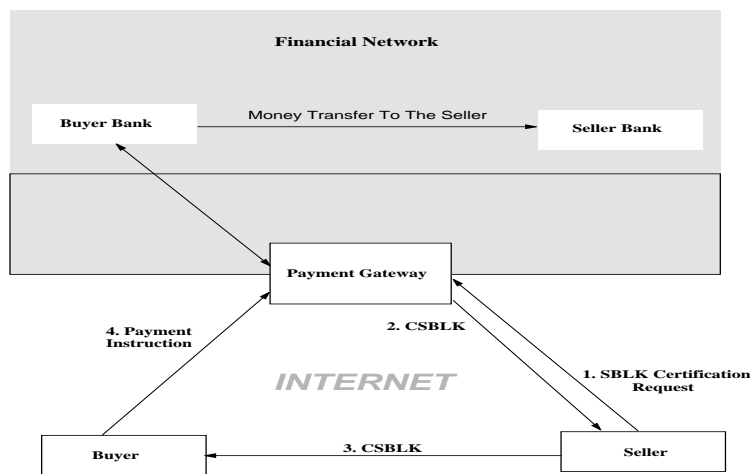 Financial Network
Money Transfer To The Seller
Buyer Bank
Seller Bank
Payment Gateway
4. Payment
Instruction
2. CSBLK
1. SBLK Certification
Request
INTERNET
3. CSBLK
Buyer
Seller